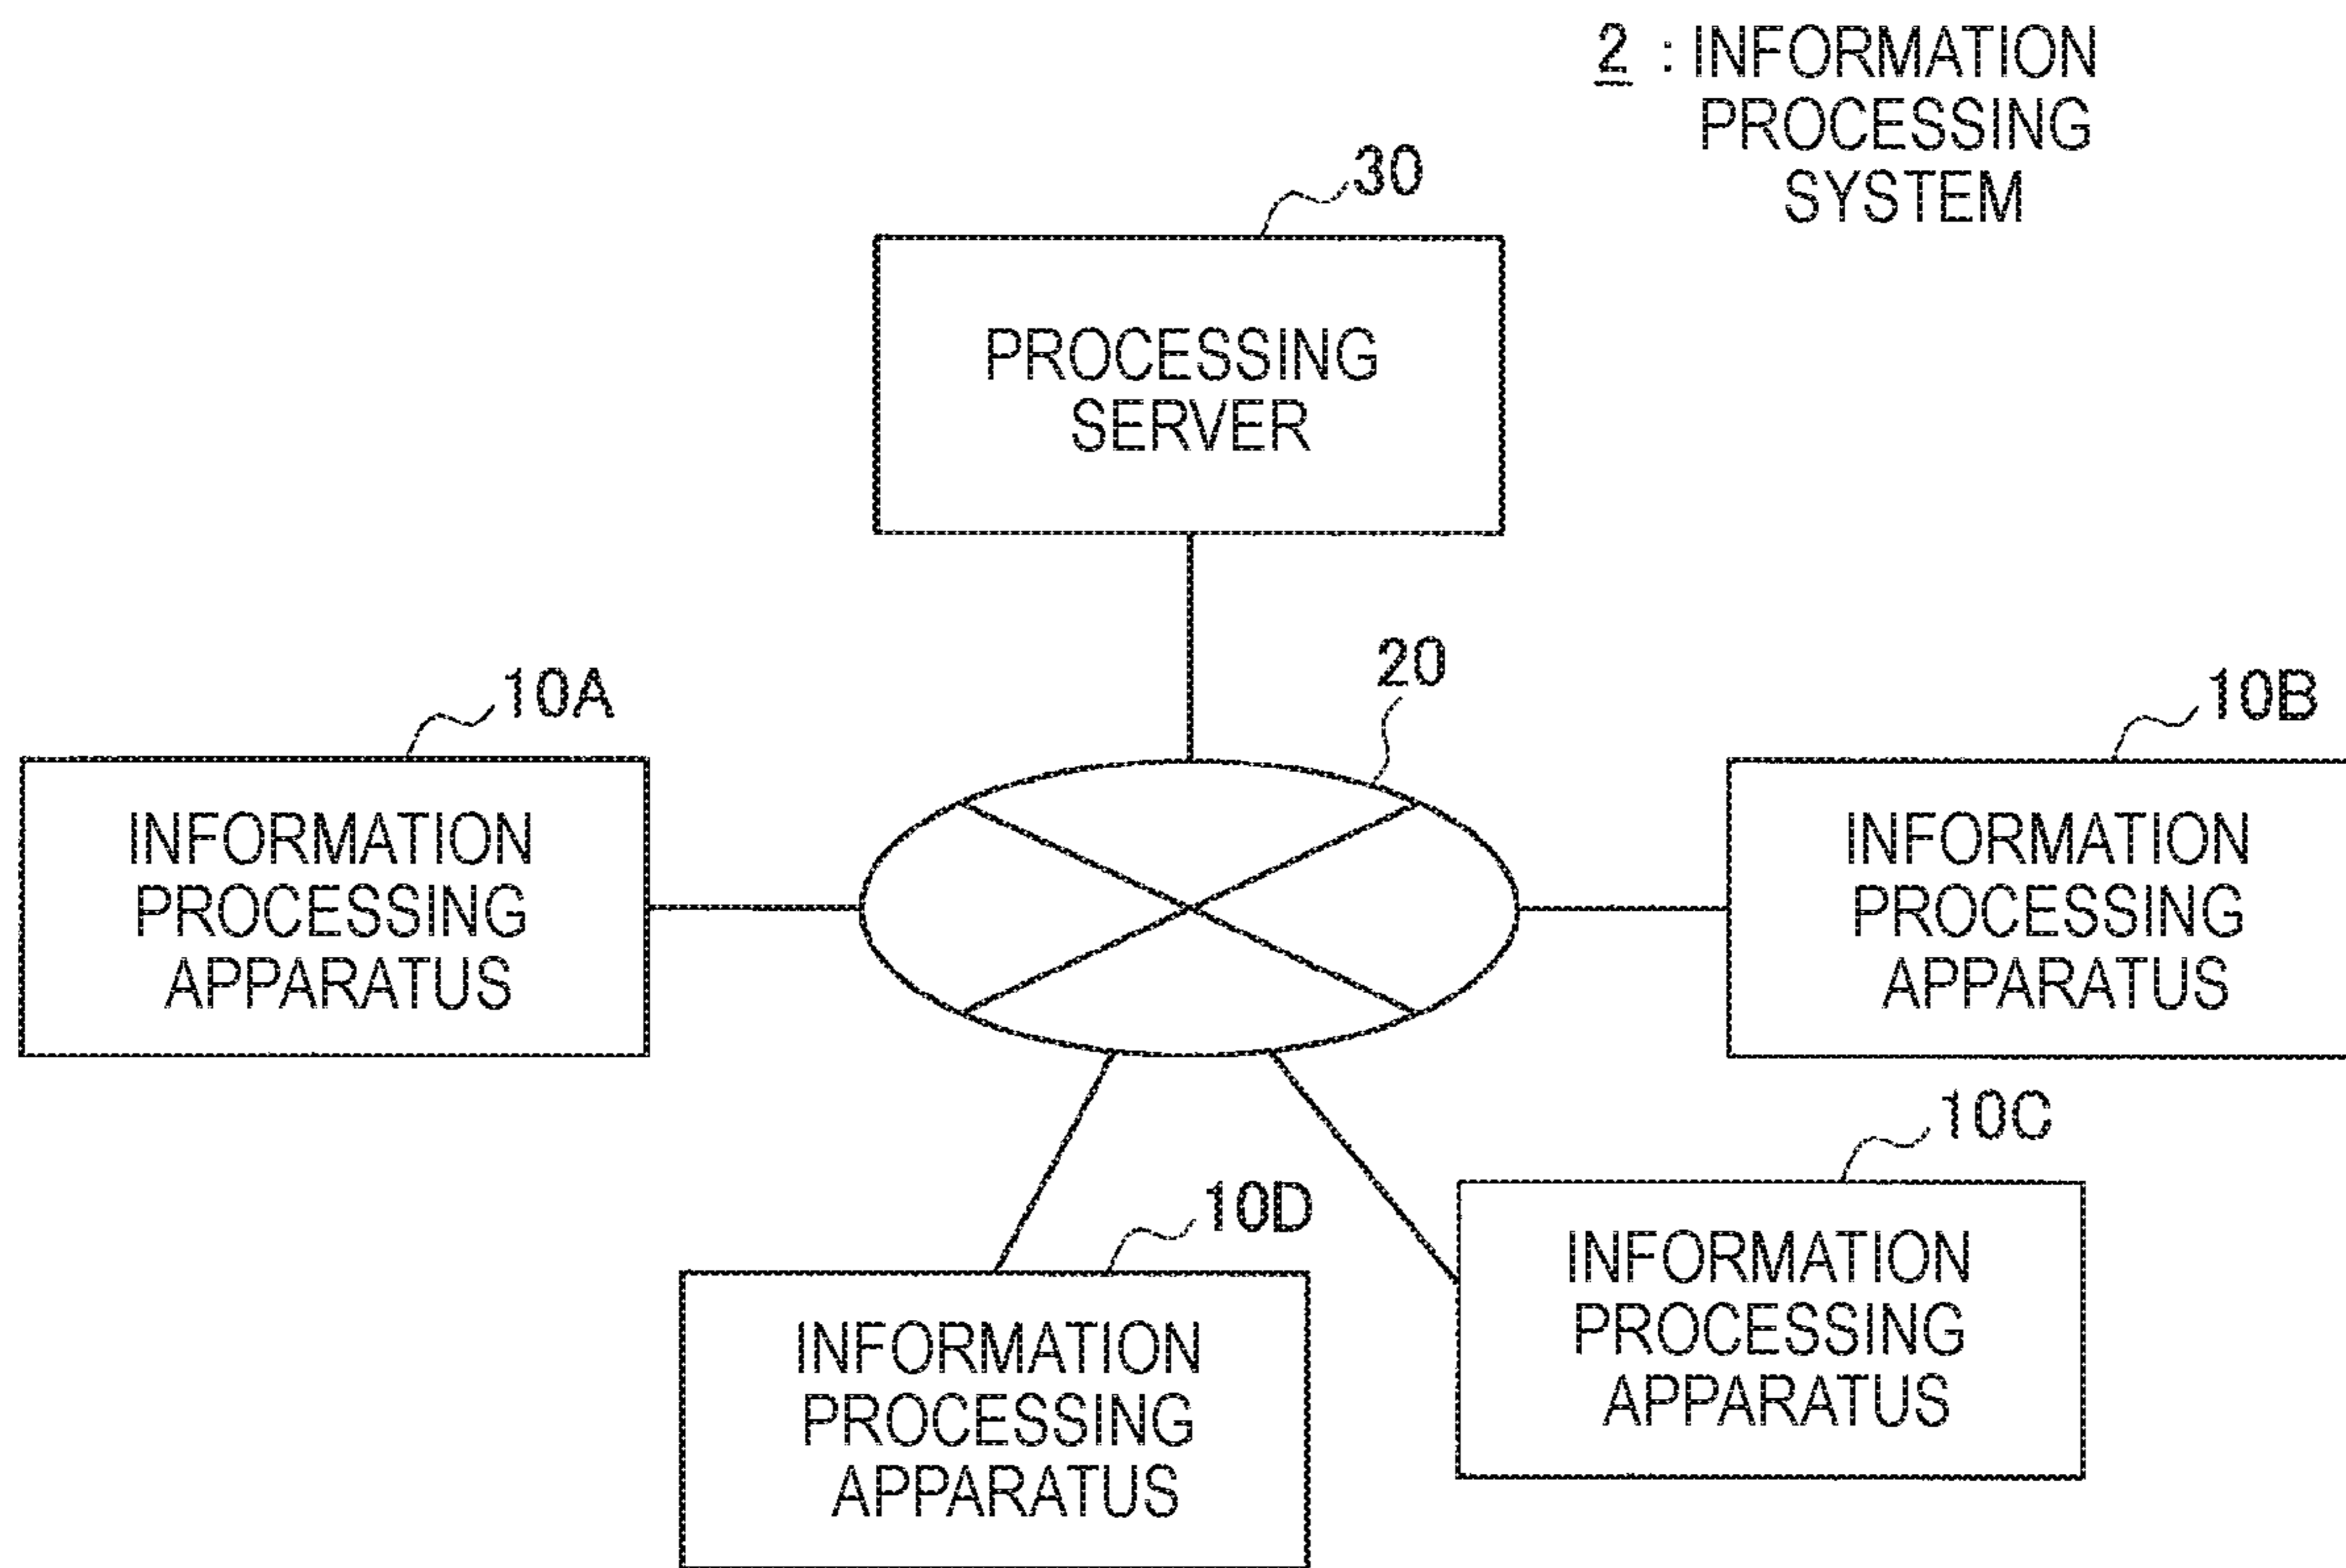 2 : INFORMATION
PROCESSING
SYSTEM
30
PROCESSING
SERVER
20
10A
INFORMATION
PROCESSING
APPARATUS
10B
INFORMATION
PROCESSING
APPARATUS
10C
INFORMATION
PROCESSING
APPARATUS
10D
INFORMATION
PROCESSING
APPARATUS